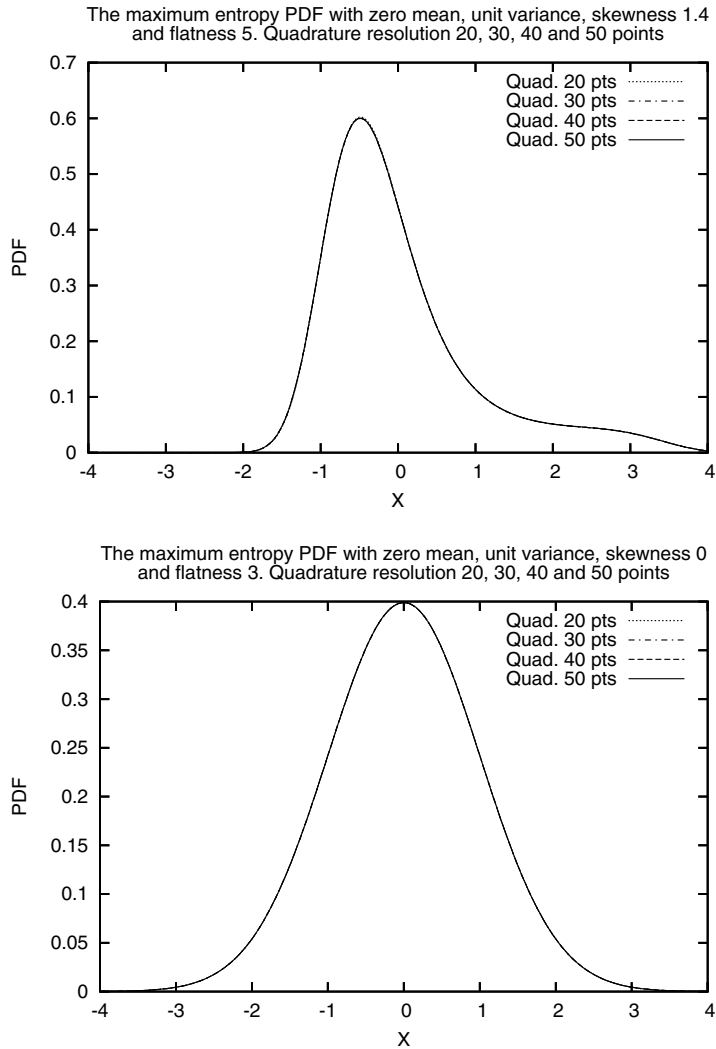 The maximum entropy PDF with zero mean, unit variance, skewness 1.4
and flatness 5. Quadrature resolution 20, 30, 40 and 50 points
0.7
0.6
0.5
0.4
0.3
0.2
0.1
0
PDF
Quad. 20 pts
Quad. 30 pts
Quad. 40 pts
Quad. 50 pts
-4 -3 -2 -1 0 1 2 3 4
X
The maximum entropy PDF with zero mean, unit variance, skewness 0
and flatness 3. Quadrature resolution 20, 30, 40 and 50 points
0.4
0.35
0.3
0.25
0.2
0.15
0.1
0.05
0
PDF
Quad. 20 pts
Quad. 30 pts
Quad. 40 pts
Quad. 50 pts
-4 -3 -2 -1 0 1 2 3 4
X